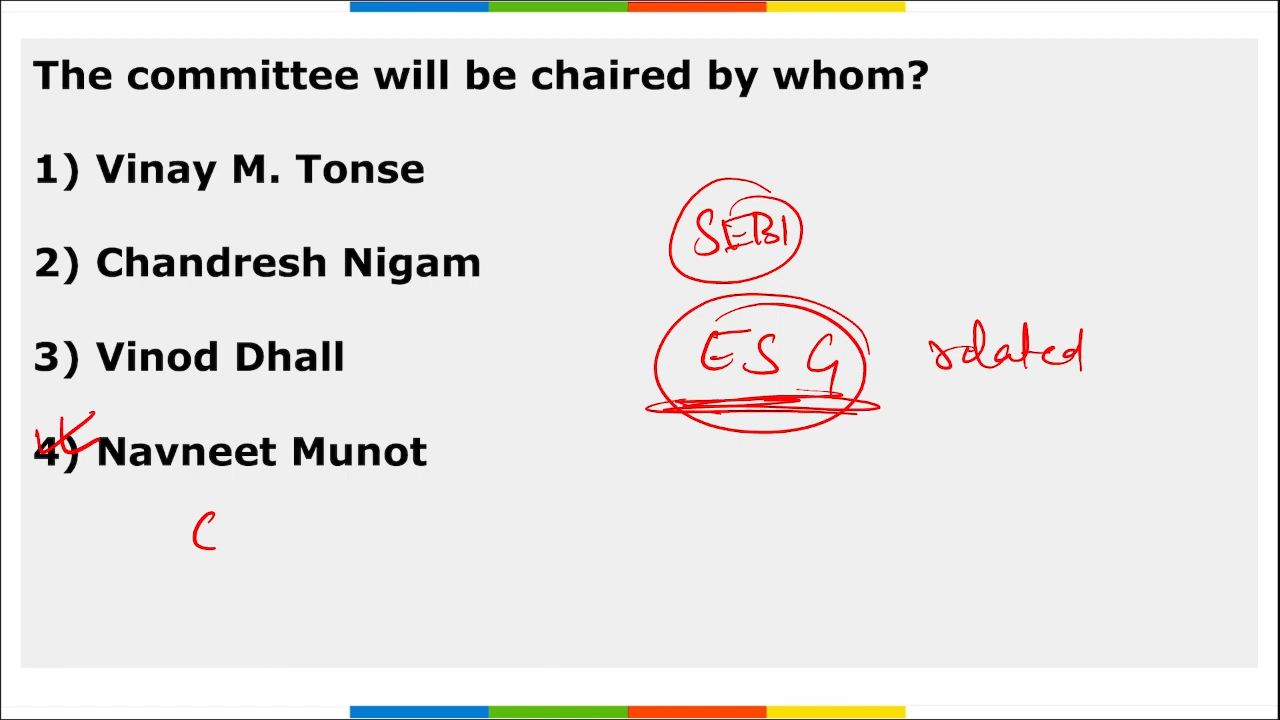 The committee will be chaired by whom?
1) Vinay M. Tonse
2) Chandresh Nigam
3) Vinod Dhall
4) Navneet Munot
SEBI
ESG related
C